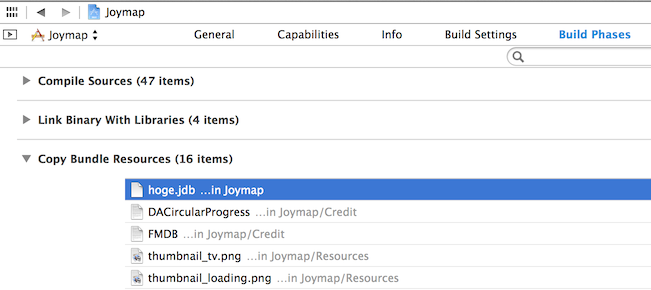 Joymap
Joymap General Capabilities Info Build Settings Build Phases
Compile Sources (47 items)
Link Binary With Libraries (4 items)
Copy Bundle Resources (16 items)
hoge.jdb ...in Joymap
DACircularProgress ...in Joymap/Credit
FMDB ...in Joymap/Credit
thumbnail_tv.png ...in Joymap/Resources
thumbnail_loading.png ...in Joymap/Resources